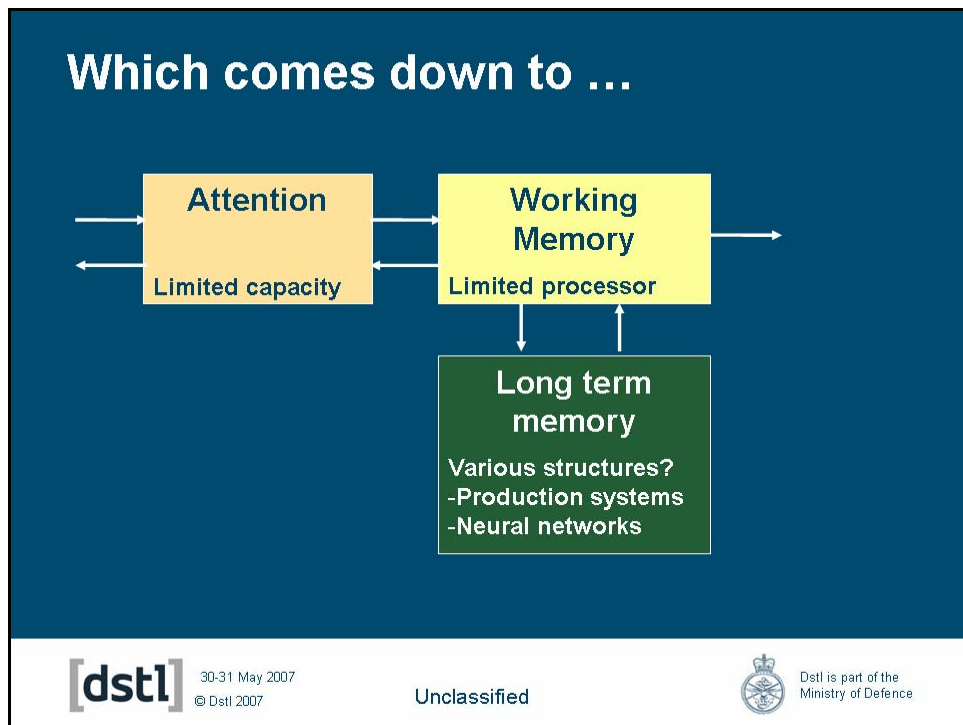 Which comes down to ...
Attention
Limited capacity
Working
Memory
Limited processor
Long term
memory
Various structures?
-Production systems
-Neural networks
[dstl]
30-31 May 2007
© Dstl 2007
Unclassified
Dstl is part of the
Ministry of Defence